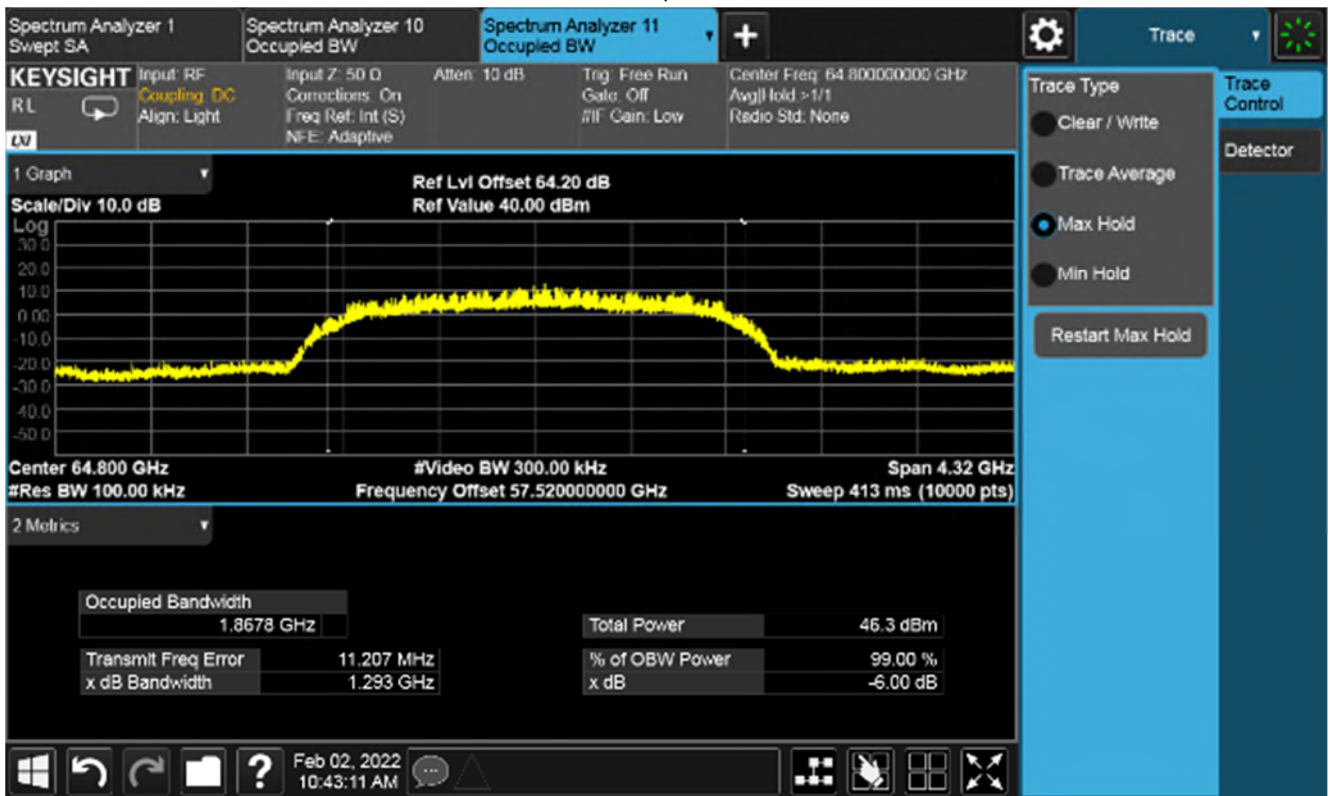 Spectrum Analyzer 1
Swept SA
Spectrum Analyzer 10
Occupied BW
Spectrum Analyzer 11
Occupied BW
+
Trace
KEYSIGHT
RL
LXI
Input: RF
Coupling: DC
Align: Light
Input Z: 50 Ω
Corrections: On
Freq Ref: Int (S)
NFE: Adaptive
Atten: 10 dB
Trig: Free Run
Gate: Off
#IF Gain: Low
Center Freq: 64.800000000 GHz
Avg|Hold:>1/1
Radio Std: None
1 Graph
Scale/Div 10.0 dB
Ref Lvl Offset 64.20 dB
Ref Value 40.00 dBm
Log
30.0
20.0
10.0
0.00
-10.0
-20.0
-30.0
-40.0
-50.0
Center 64.800 GHz
#Video BW 300.00 kHz
Span 4.32 GHz
#Res BW 100.00 kHz
Frequency Offset 57.520000000 GHz
Sweep 413 ms (10000 pts)
2 Metrics
Occupied Bandwidth
1.8678 GHz
Total Power 46.3 dBm
Transmit Freq Error 11.207 MHz
% of OBW Power 99.00 %
x dB Bandwidth 1.293 GHz
x dB -6.00 dB
?
Feb 02, 2022
10:43:11 AM
Trace Type
Clear / Write
Trace Average
Max Hold
Min Hold
Restart Max Hold
Trace
Control
Detector